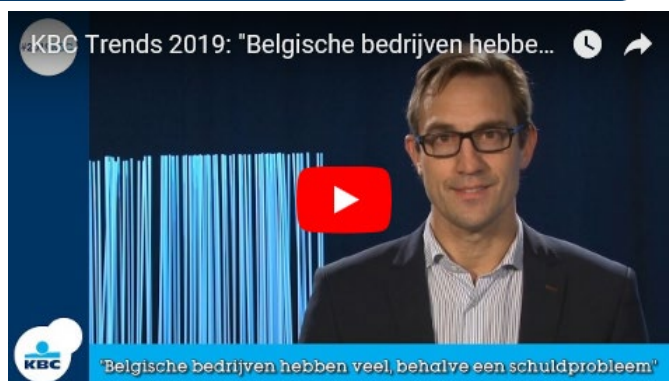 KBC Trends 2019: "Belgische bedrijven hebbe...
KBC
"Belgische bedrijven hebben veel, behalve een schuldprobleem"